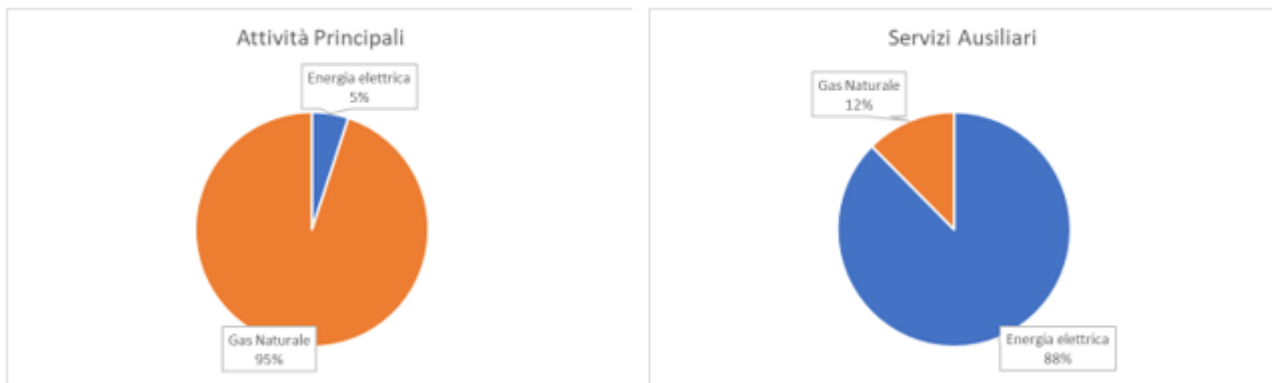 Attività Principali
Energia elettrica
5%
Gas Naturale
95%
Servizi Ausiliari
Gas Naturale
12%
Energia elettrica
88%